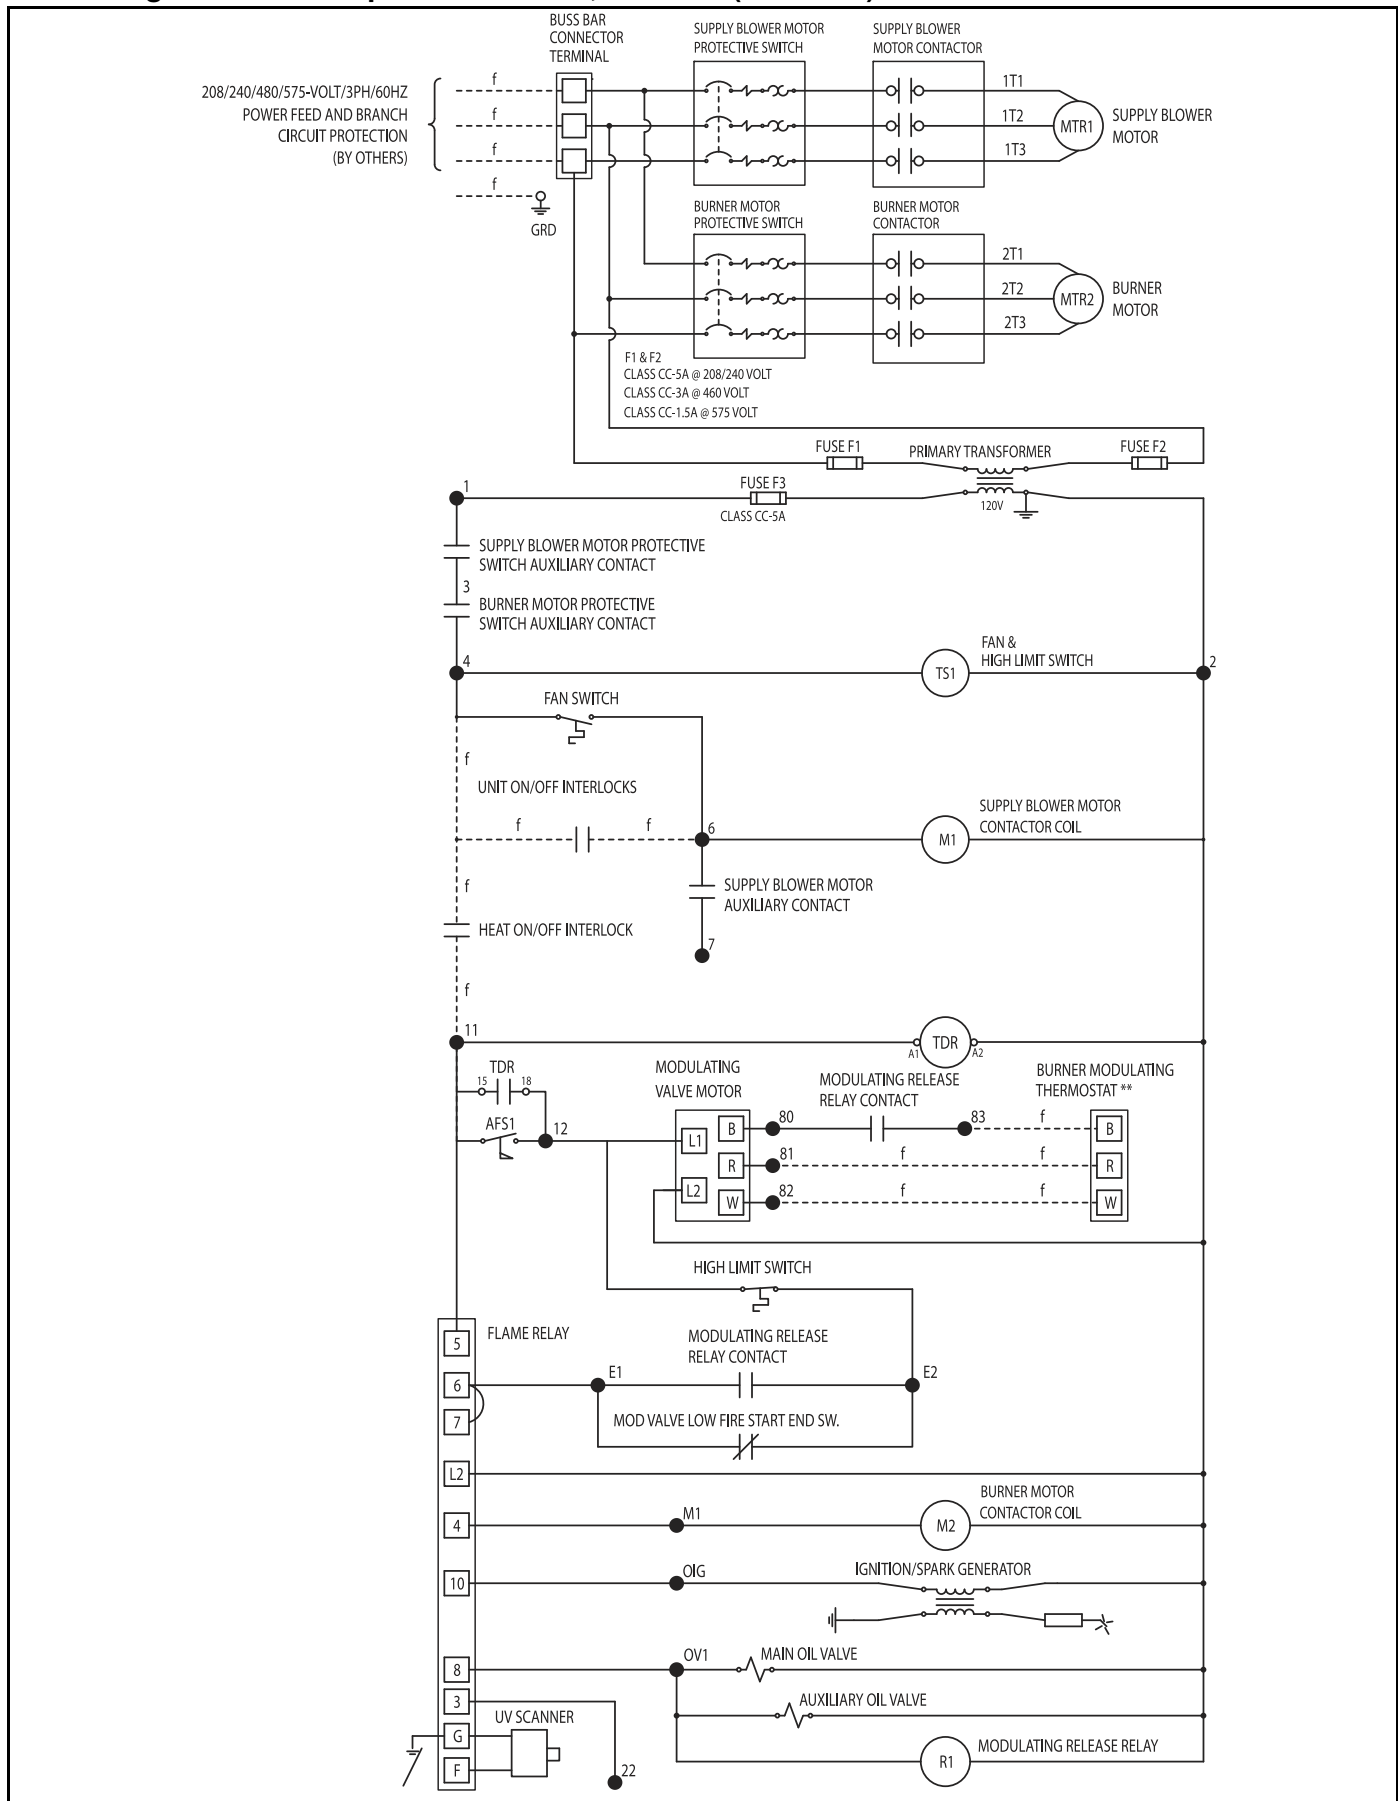 BUSS BAR
CONNECTOR
TERMINAL
SUPPLY BLOWER MOTOR
PROTECTIVE SWITCH
SUPPLY BLOWER
MOTOR CONTACTOR
208/240/480/575-VOLT/3PH/60HZ
POWER FEED AND BRANCH
CIRCUIT PROTECTION
(BY OTHERS)
f
f
f
f
GRD
1T1
1T2
1T3
MTR1
SUPPLY BLOWER
MOTOR
BURNER MOTOR
PROTECTIVE SWITCH
BURNER MOTOR
CONTACTOR
2T1
2T2
2T3
MTR2
BURNER
MOTOR
F1 & F2
CLASS CC-5A @ 208/240 VOLT
CLASS CC-3A @ 460 VOLT
CLASS CC-1.5A @ 575 VOLT
FUSE F1
PRIMARY TRANSFORMER
FUSE F2
1
FUSE F3
CLASS CC-5A
120V
SUPPLY BLOWER MOTOR PROTECTIVE
SWITCH AUXILIARY CONTACT
3
BURNER MOTOR PROTECTIVE
SWITCH AUXILIARY CONTACT
4
TS1
FAN &
HIGH LIMIT SWITCH
2
FAN SWITCH
f
UNIT ON/OFF INTERLOCKS
f
f
6
M1
SUPPLY BLOWER MOTOR
CONTACTOR COIL
f
SUPPLY BLOWER MOTOR
AUXILIARY CONTACT
HEAT ON/OFF INTERLOCK
7
f
11
A1
TDR
A2
TDR
15
18
AFS1
12
MODULATING
VALVE MOTOR
MODULATING RELEASE
RELAY CONTACT
BURNER MODULATING
THERMOSTAT **
L1
L2
B
R
W
80
83
f
B
81
f
f
R
82
f
f
W
HIGH LIMIT SWITCH
FLAME RELAY
5
MODULATING RELEASE
RELAY CONTACT
6
E1
E2
7
MOD VALVE LOW FIRE START END SW.
L2
4
M1
M2
BURNER MOTOR
CONTACTOR COIL
10
OIG
IGNITION/SPARK GENERATOR
8
OV1
MAIN OIL VALVE
3
AUXILIARY OIL VALVE
G
UV SCANNER
F
22
R1
MODULATING RELEASE RELAY